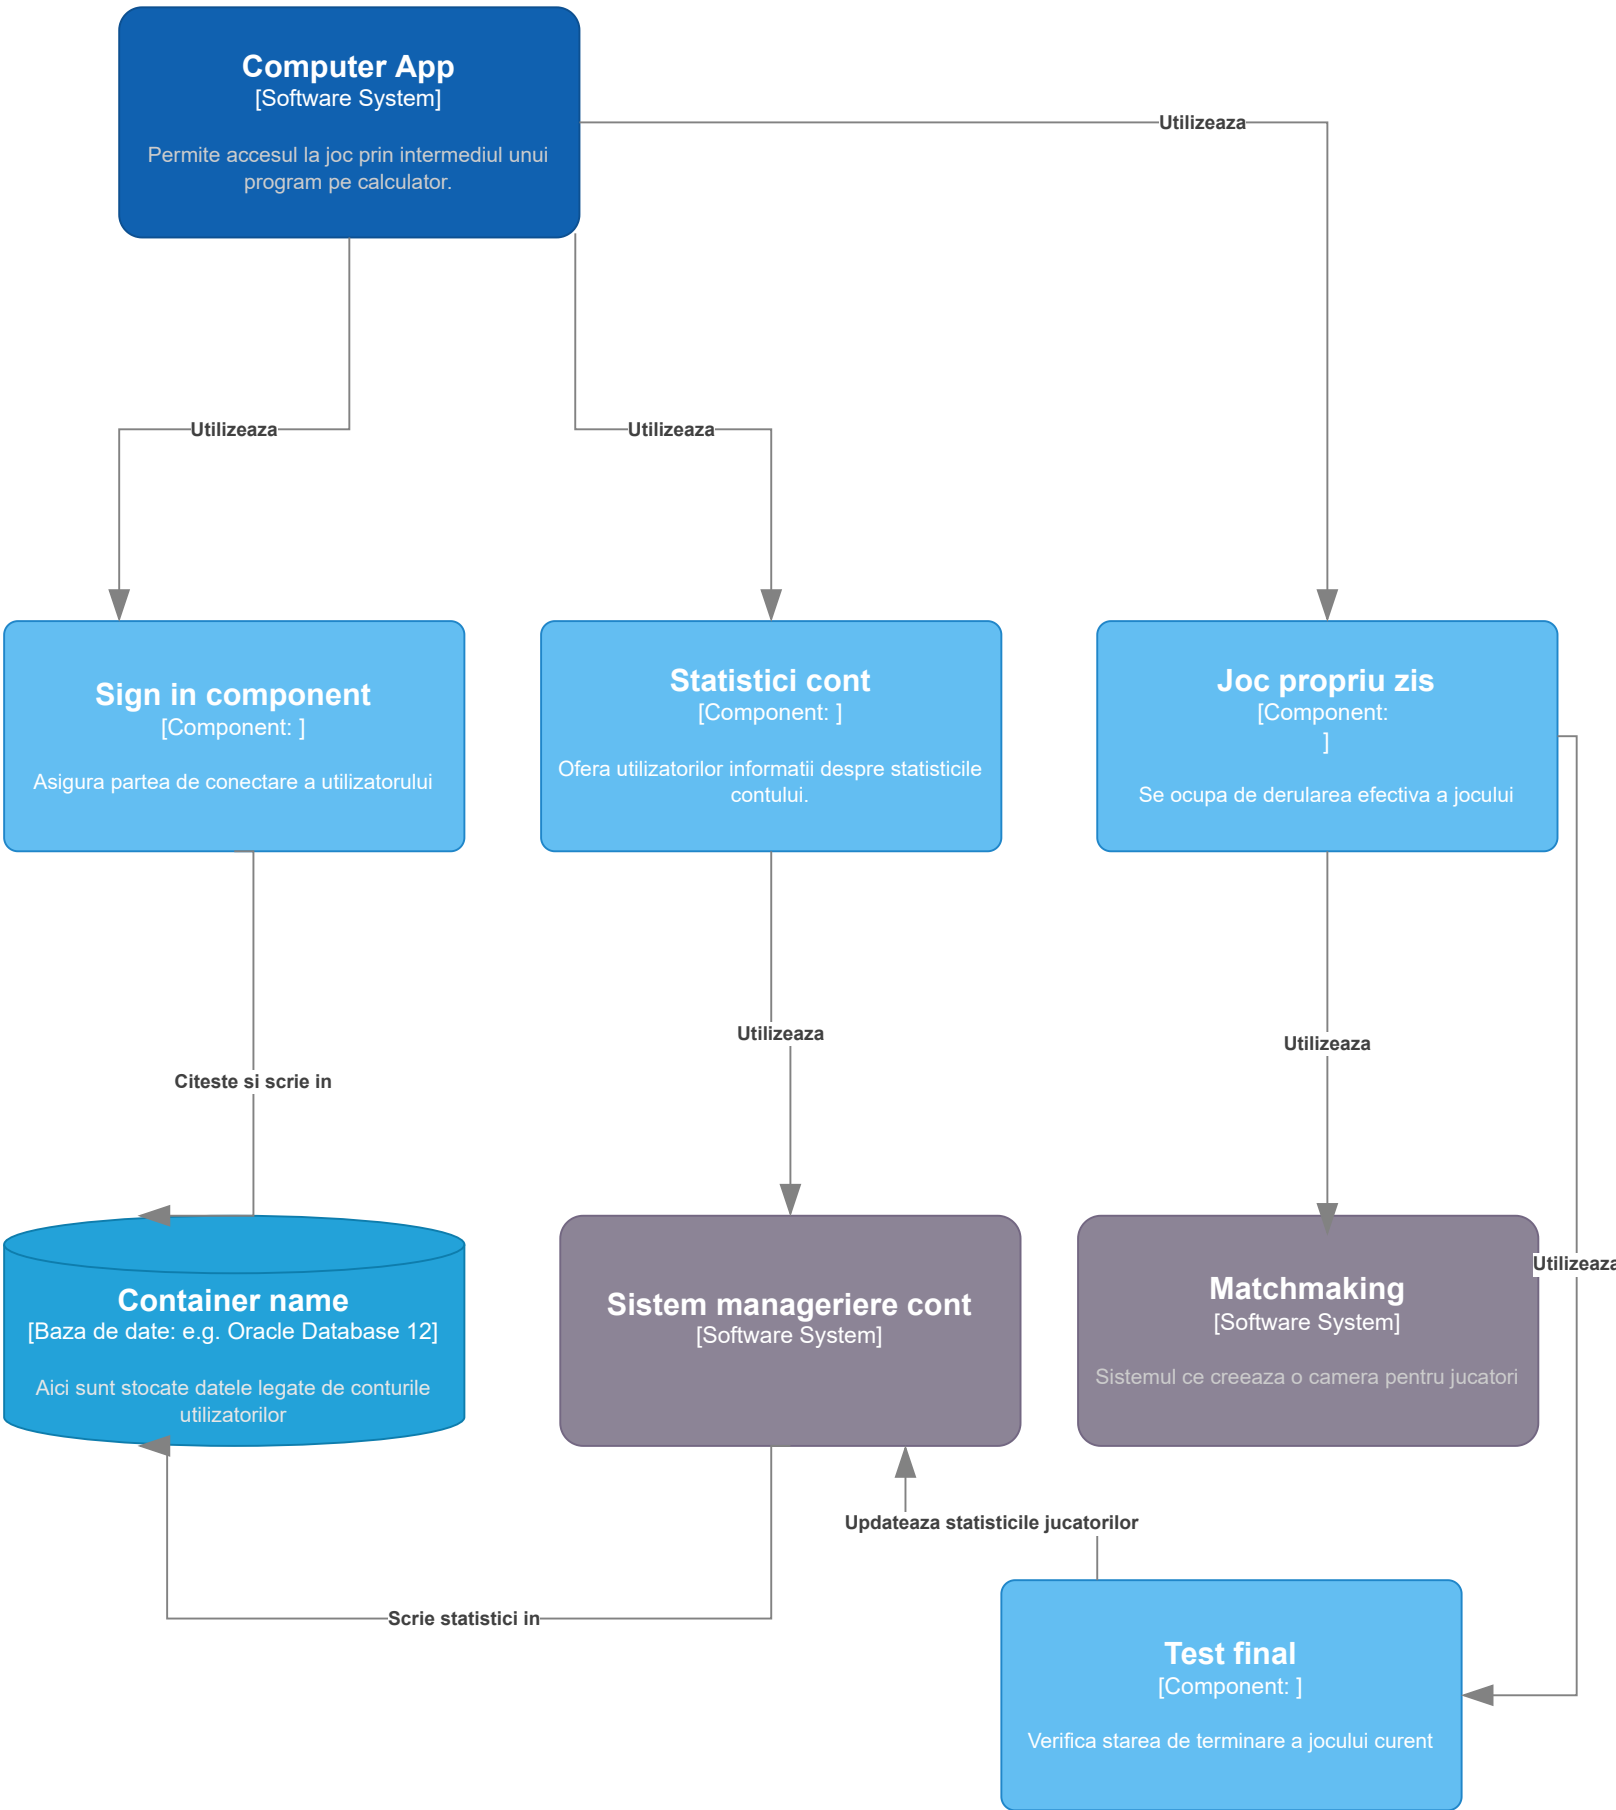 Computer App
[Software System]
Permite accesul la joc prin intermediul unui
program pe calculator.
Utilizeaza
Utilizeaza
Utilizeaza
Sign in component
[Component: ]
Asigura partea de conectare a utilizatorului
Statistici cont
[Component: ]
Ofera utilizatorilor informatii despre statisticile
contului.
Joc propriu zis
[Component:
]
Se ocupa de derularea efectiva a jocului
Citeste si scrie in
Utilizeaza
Utilizeaza
Utilizeaza
Container name
[Baza de date: e.g. Oracle Database 12]
Aici sunt stocate datele legate de conturile
utilizatorilor
Sistem manageriere cont
[Software System]
Matchmaking
[Software System]
Sistemul ce creeaza o camera pentru jucatori
Updateaza statisticile jucatorilor
Scrie statistici in
Test final
[Component: ]
Verifica starea de terminare a jocului curent